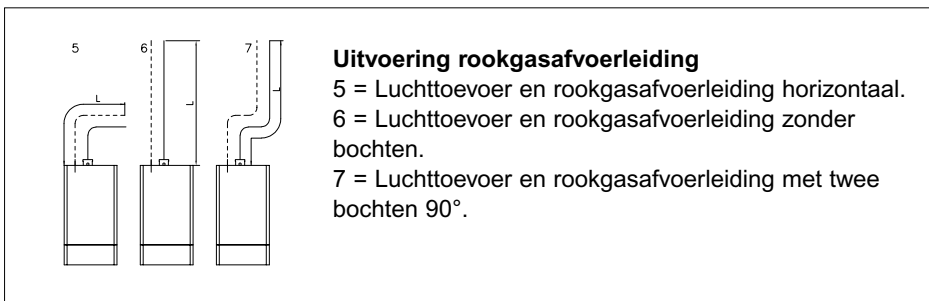 5 6 7
L L L
Uitvoering rookgasafvoerleiding
5 = Luchttoevoer en rookgasafvoerleiding horizontaal.
6 = Luchttoevoer en rookgasafvoerleiding zonder
bochten.
7 = Luchttoevoer en rookgasafvoerleiding met twee
bochten 90°.